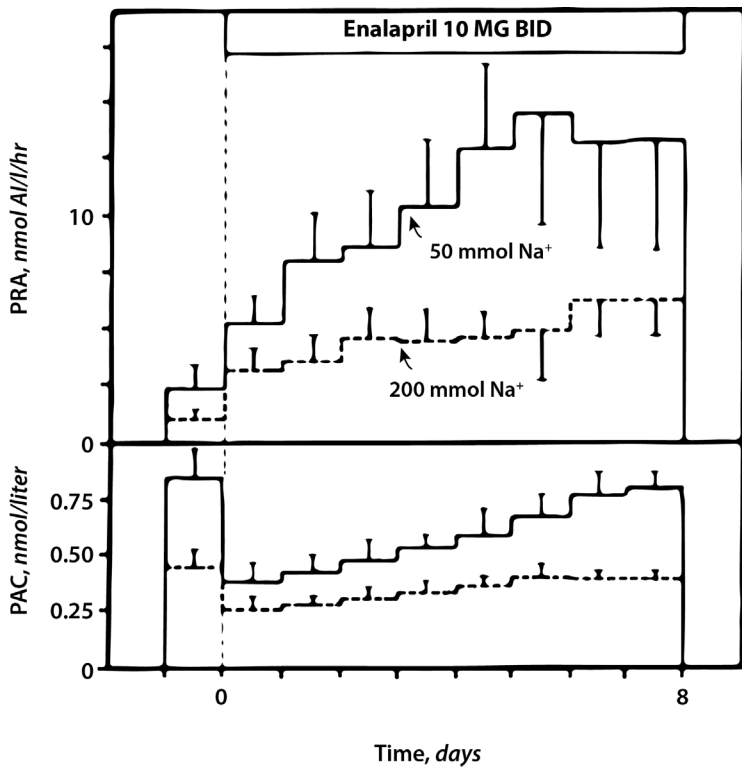 Enalapril 10 MG BID
PRA, nmol AI/l/hr
10
50 mmol Na⁺
200 mmol Na⁺
0
PAC, nmol/liter
0.75
0.50
0.25
0
0
8
Time, days